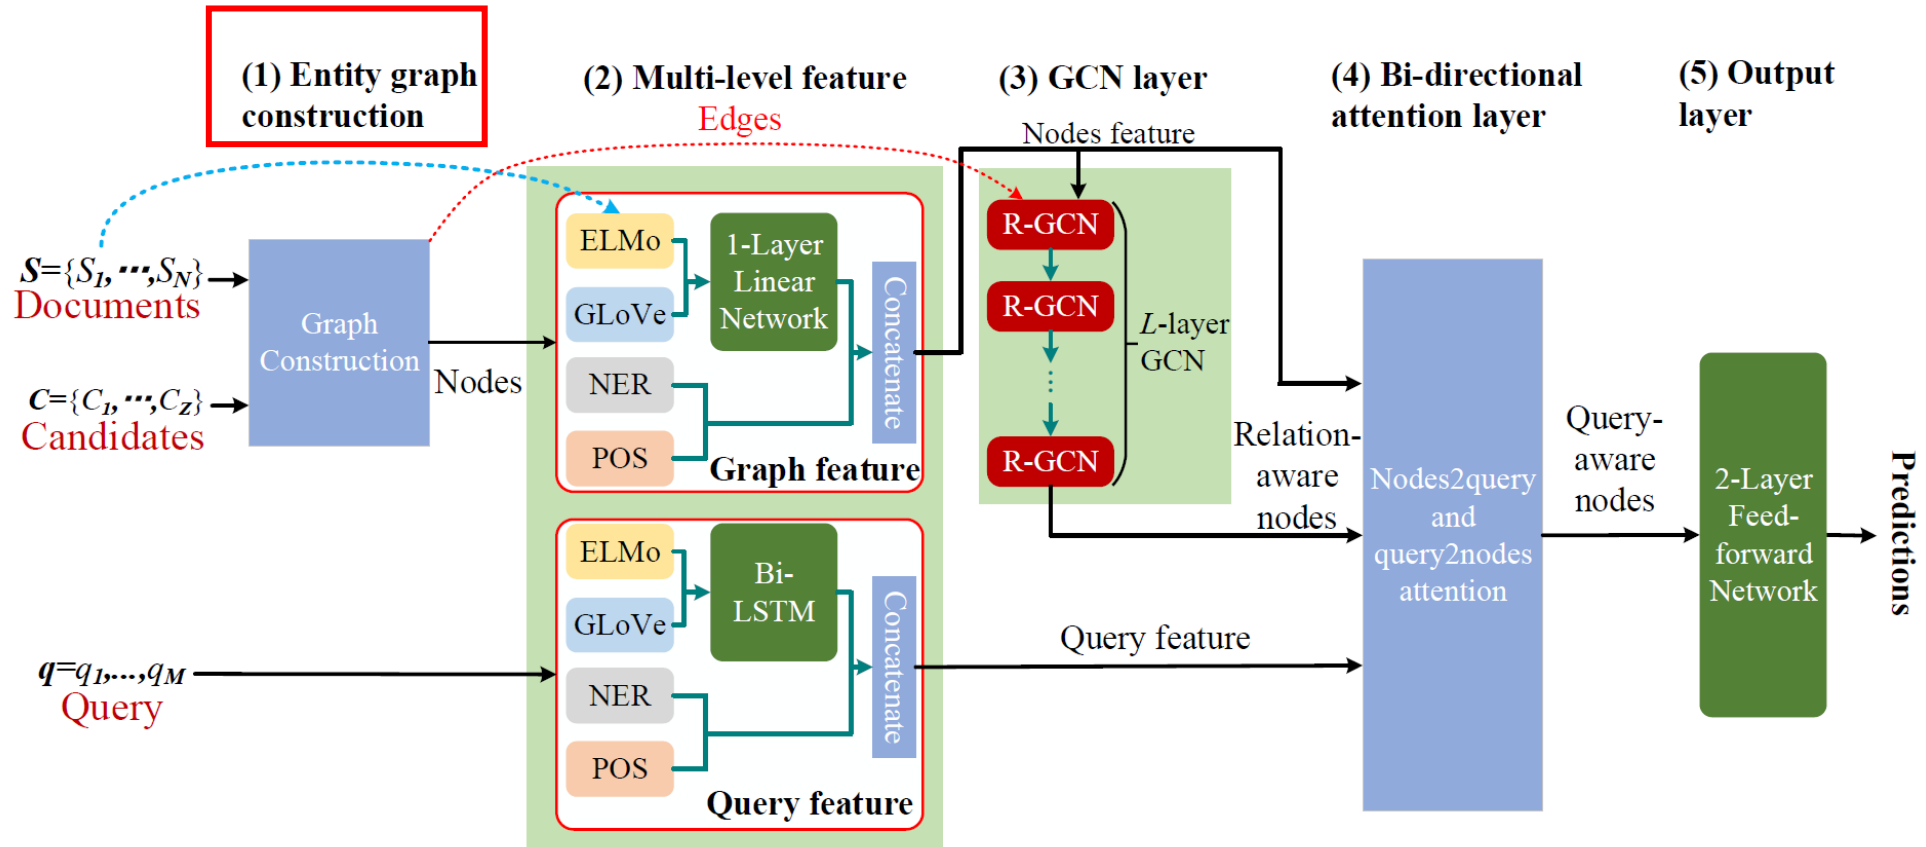 (1) Entity graph
construction
(2) Multi-level feature
Edges
(3) GCN layer
(4) Bi-directional
attention layer
(5) Output
layer
Nodes feature
S={S1,⋯,SN}
Documents
C={C1,⋯,CZ}
Candidates
Graph
Construction
Nodes
ELMo
GLoVe
NER
POS
1-Layer
Linear
Network
Concatenate
Graph feature
R-GCN
R-GCN
R-GCN
L-layer
GCN
Relation-
aware
nodes
q=q1,...,qM
Query
ELMo
GLoVe
NER
POS
Bi-
LSTM
Concatenate
Query feature
Query feature
Nodes2query
and
query2nodes
attention
Query-
aware
nodes
2-Layer
Feed-
forward
Network
Predictions